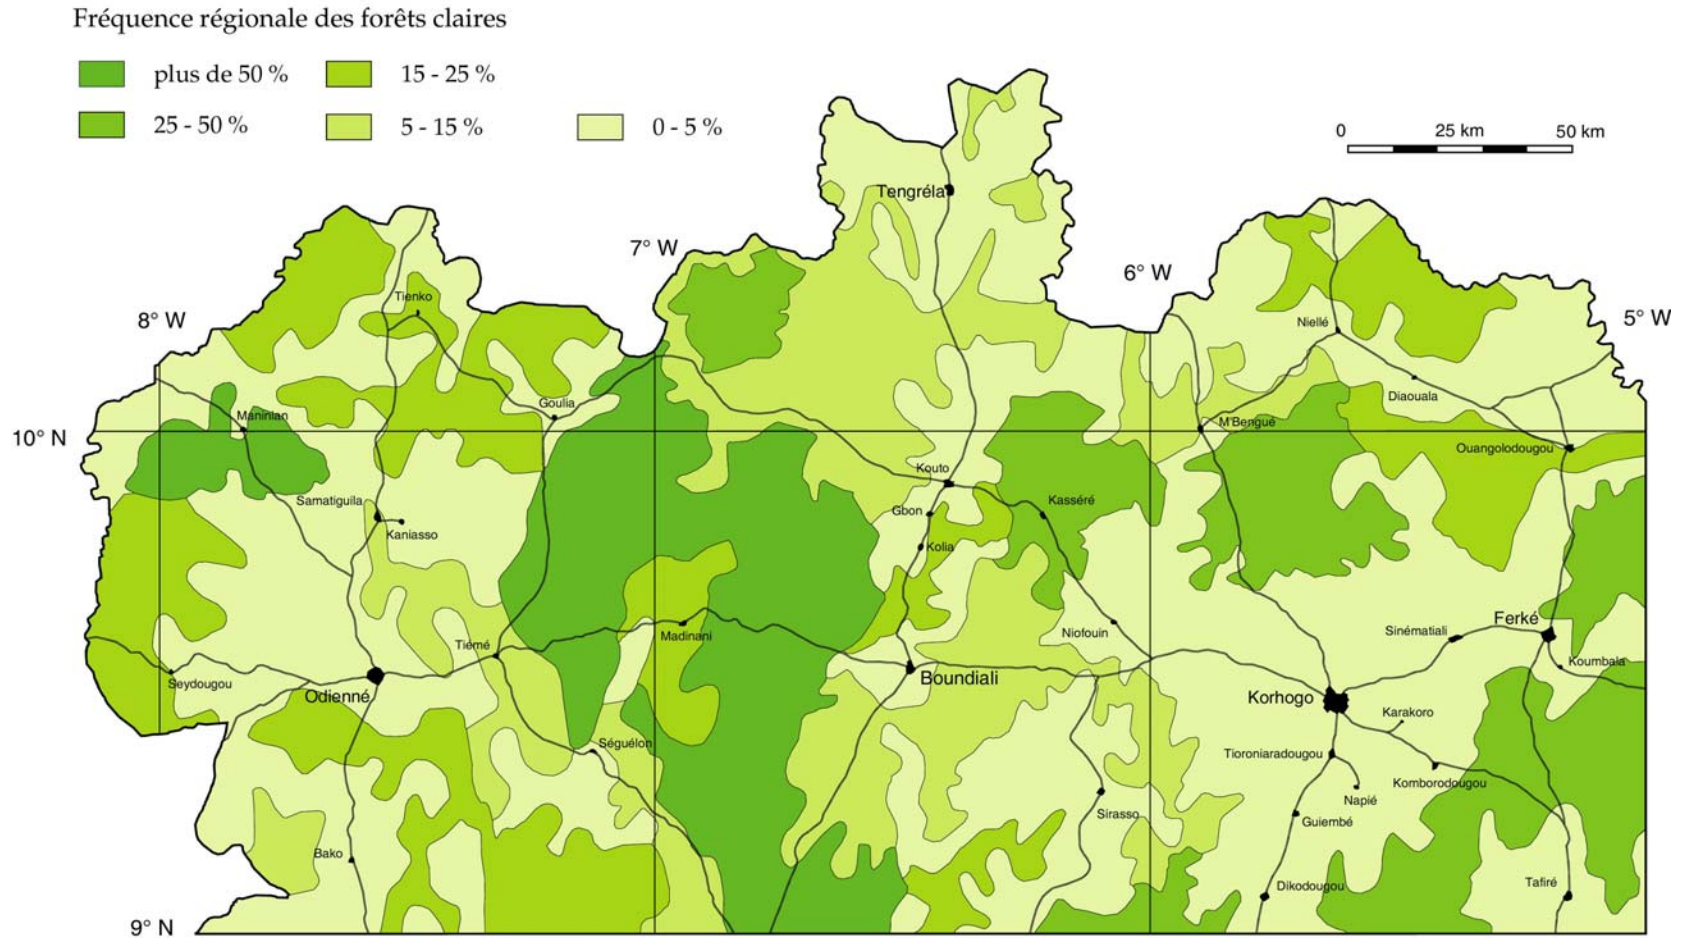 Fréquence régionale des forêts claires
plus de 50 %
15 - 25 %
25 - 50 %
5 - 15 %
0 - 5 %
0 25 km 50 km
Tengréla
7° W
6° W
8° W
5° W
Tienko
Niellé
Diaouala
Goulia
Maninian
M'Bengué
10° N
Ouangolodougou
Kouto
Samatiguila
Kasséré
Gbon
Kaniasso
Kolia
Ferké
Sinématiali
Niofouin
Madinani
Tiémé
Koumbala
Seydougou
Boundiali
Odienné
Korhogo
Karakoro
Séguélon
Tioroniaradougou
Komborodougou
Napié
Sirasso
Guiembé
Bako
Tafiré
Dikodougou
9° N